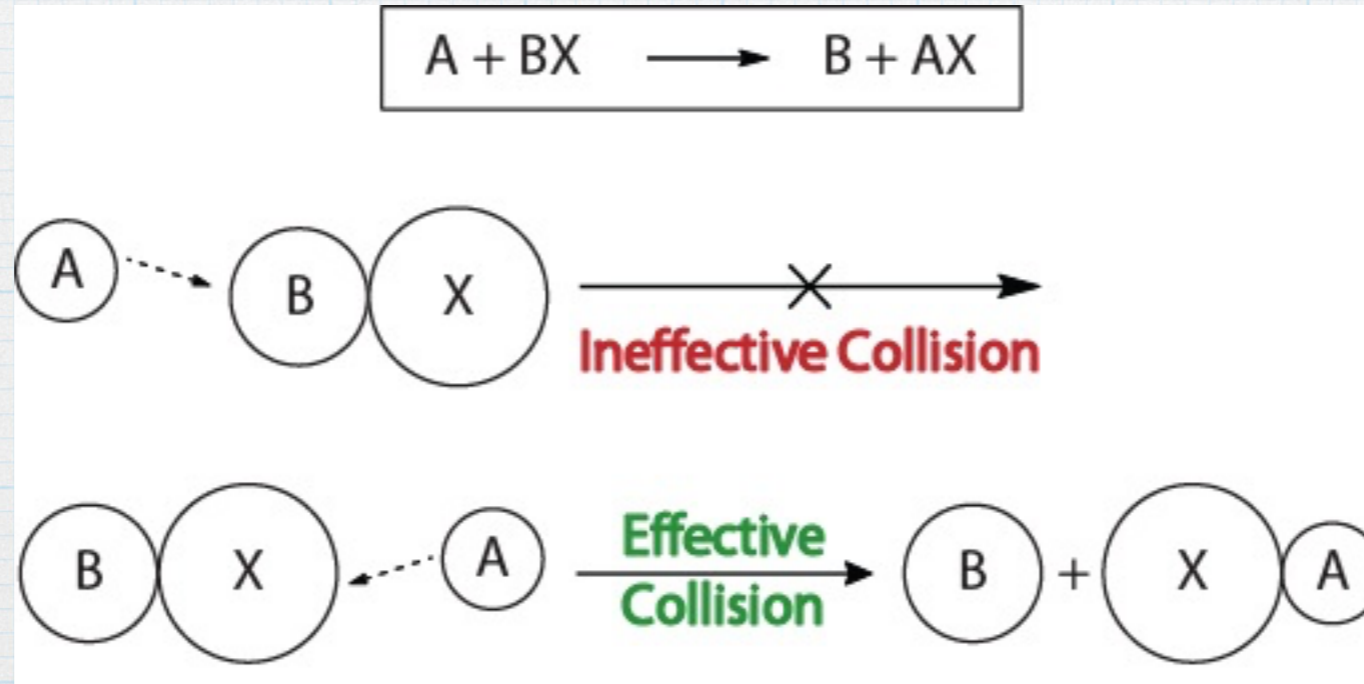 A + BX ⟶ B + AX
A B X
Ineffective Collision
B X A Effective B + X A
Collision